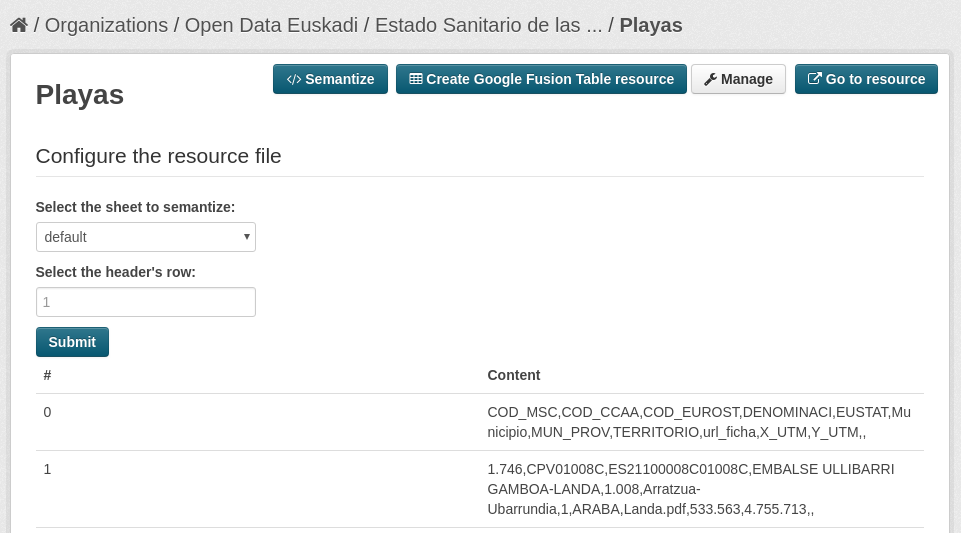 / Organizations / Open Data Euskadi / Estado Sanitario de las ... / Playas
Playas
Semantize
Create Google Fusion Table resource
Manage
Go to resource
Configure the resource file
Select the sheet to semantize:
default
Select the header's row:
1
Submit
# Content
0 COD_MSC,COD_CCAA,COD_EUROST,DENOMINACI,EUSTAT,Mu
nicipio,MUN_PROV,TERRITORIO,url_ficha,X_UTM,Y_UTM,,
1 1.746,CPV01008C,ES21100008C01008C,EMBALSE ULLIBARRI
GAMBOA-LANDA,1.008,Arratzua-
Ubarrundia,1,ARABA,Landa.pdf,533.563,4.755.713,,